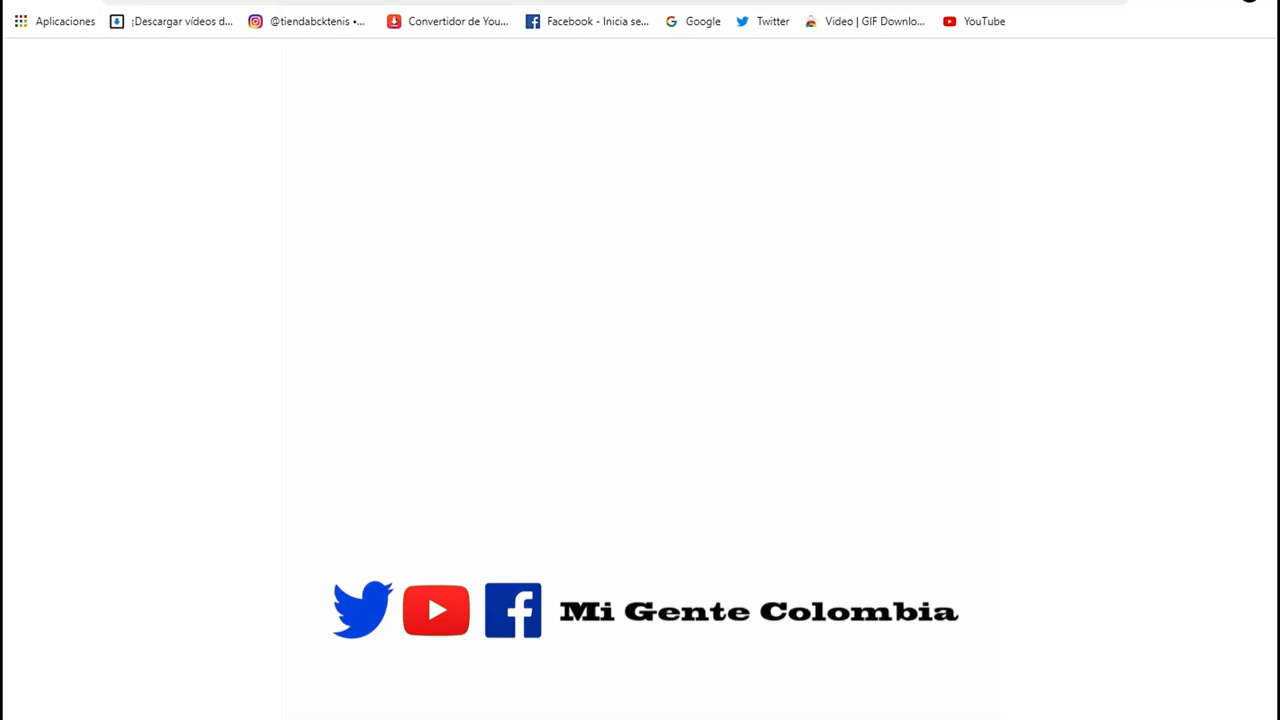 Aplicaciones ¡Descargar vídeos d... @tiendabcktenis •... Convertidor de You... Facebook - Inicia se... Google Twitter Video | GIF Downlo... YouTube
Mi Gente Colombia